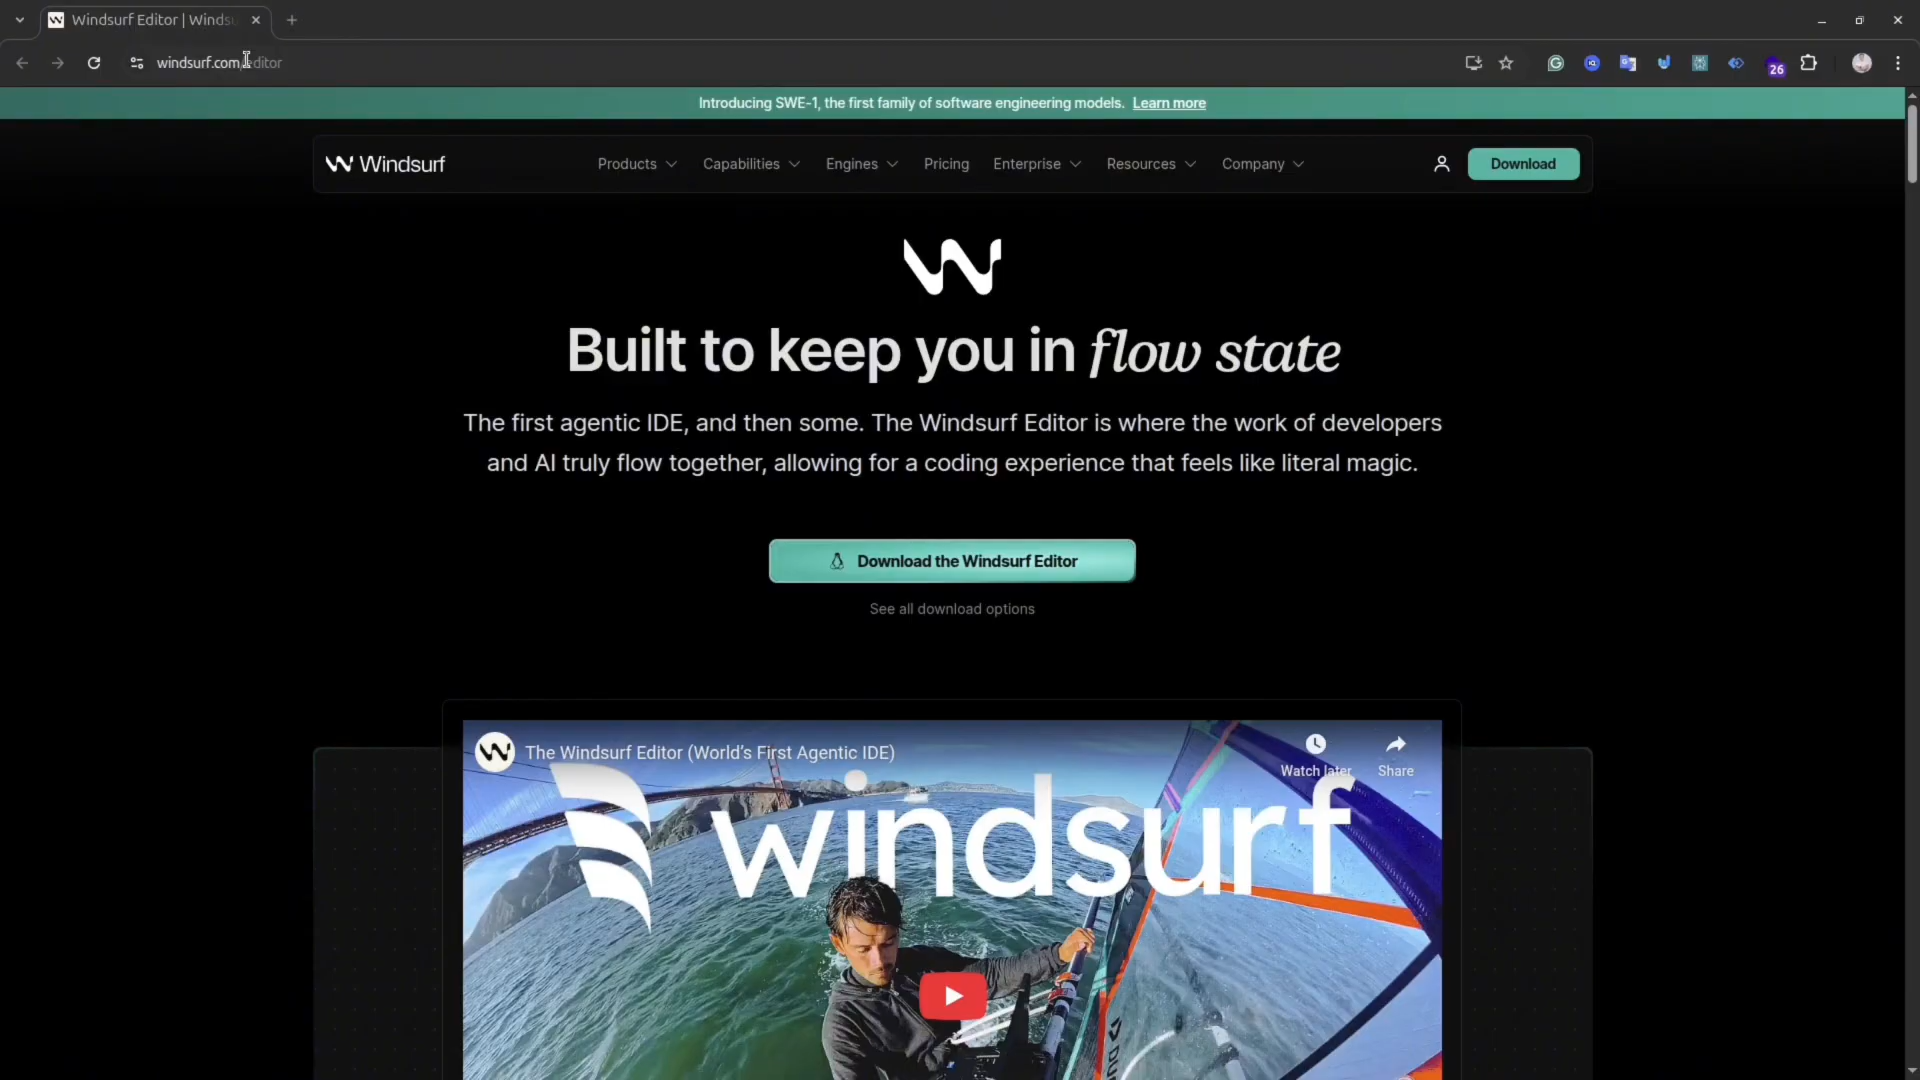 Windsurf Editor | Windsu
windsurf.com/editor
26
Introducing SWE-1, the first family of software engineering models. Learn more
Windsurf
Products
Capabilities
Engines
Pricing
Enterprise
Resources
Company
Download
Built to keep you in flow state
The first agentic IDE, and then some. The Windsurf Editor is where the work of developers
and AI truly flow together, allowing for a coding experience that feels like literal magic.
Download the Windsurf Editor
See all download options
The Windsurf Editor (World's First Agentic IDE)
Watch later
Share
windsurf